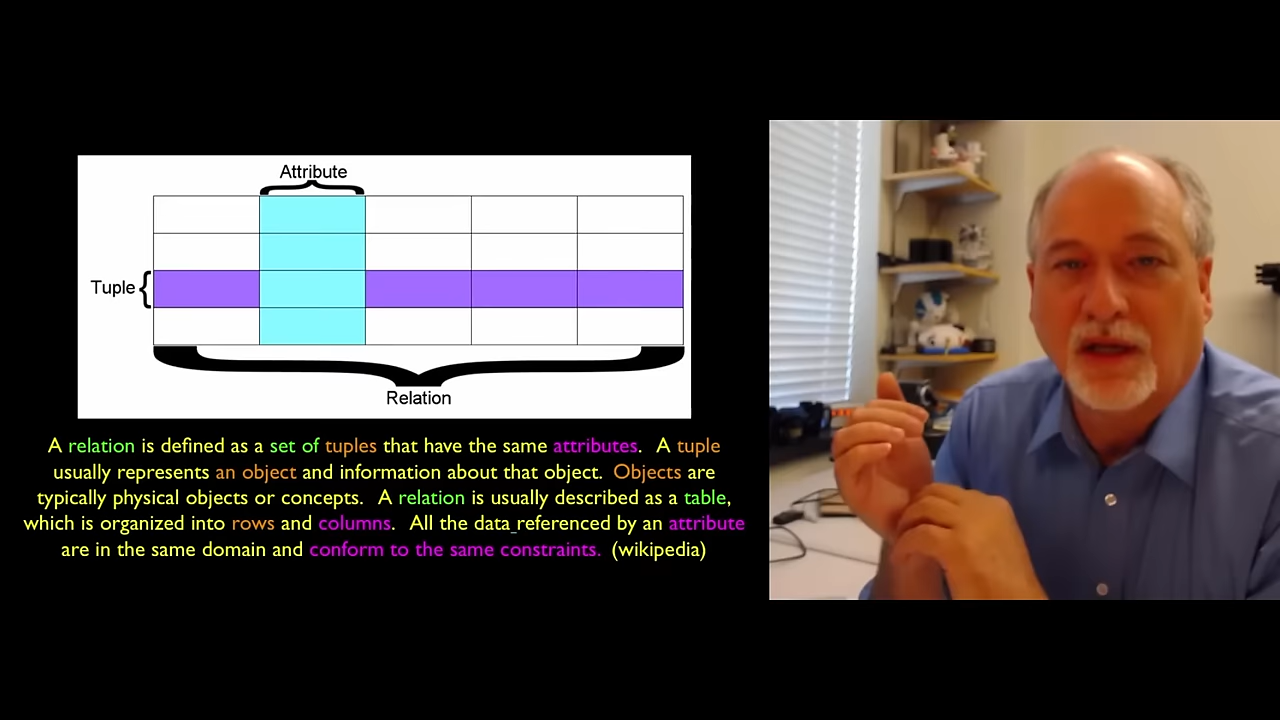 Attribute
Tuple
Relation
A relation is defined as a set of tuples that have the same attributes. A tuple
usually represents an object and information about that object. Objects are
typically physical objects or concepts. A relation is usually described as a table,
which is organized into rows and columns. All the data referenced by an attribute
are in the same domain and conform to the same constraints. (wikipedia)